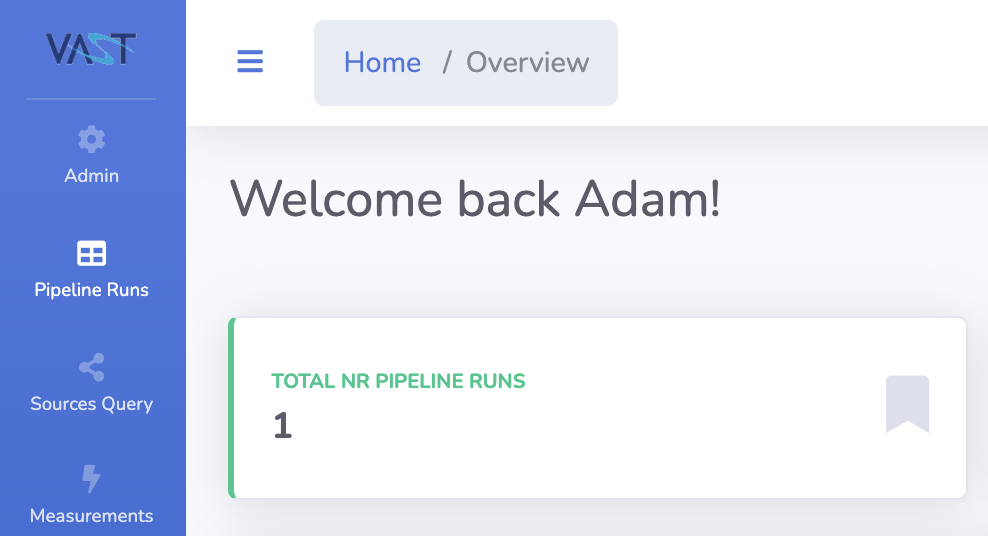 VAST
Home / Overview
Admin
Welcome back Adam!
Pipeline Runs
TOTAL NR PIPELINE RUNS
1
Sources Query
Measurements